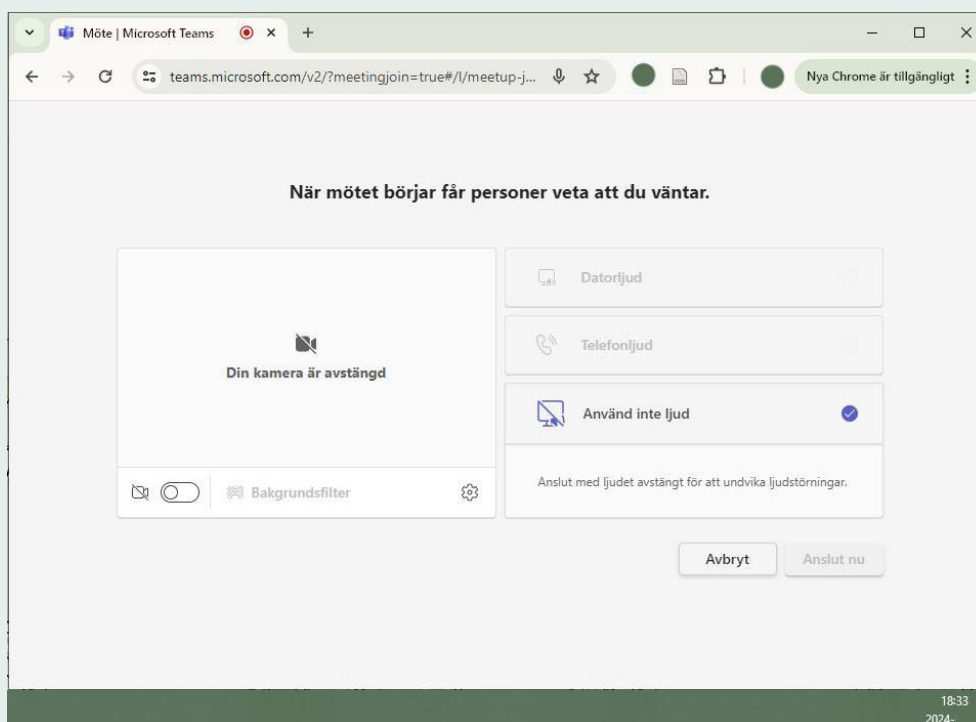 Möte | Microsoft Teams
teams.microsoft.com/v2/?meetingjoin=true#/l/meetup-j...
Nya Chrome är tillgängligt
När mötet börjar får personer veta att du väntar.
Din kamera är avstängd
Bakgrundsfilter
Datorljud
Telefonljud
Använd inte ljud
Anslut med ljudet avstängt för att undvika ljudstörningar.
Avbryt
Anslut nu
18:33
2024-